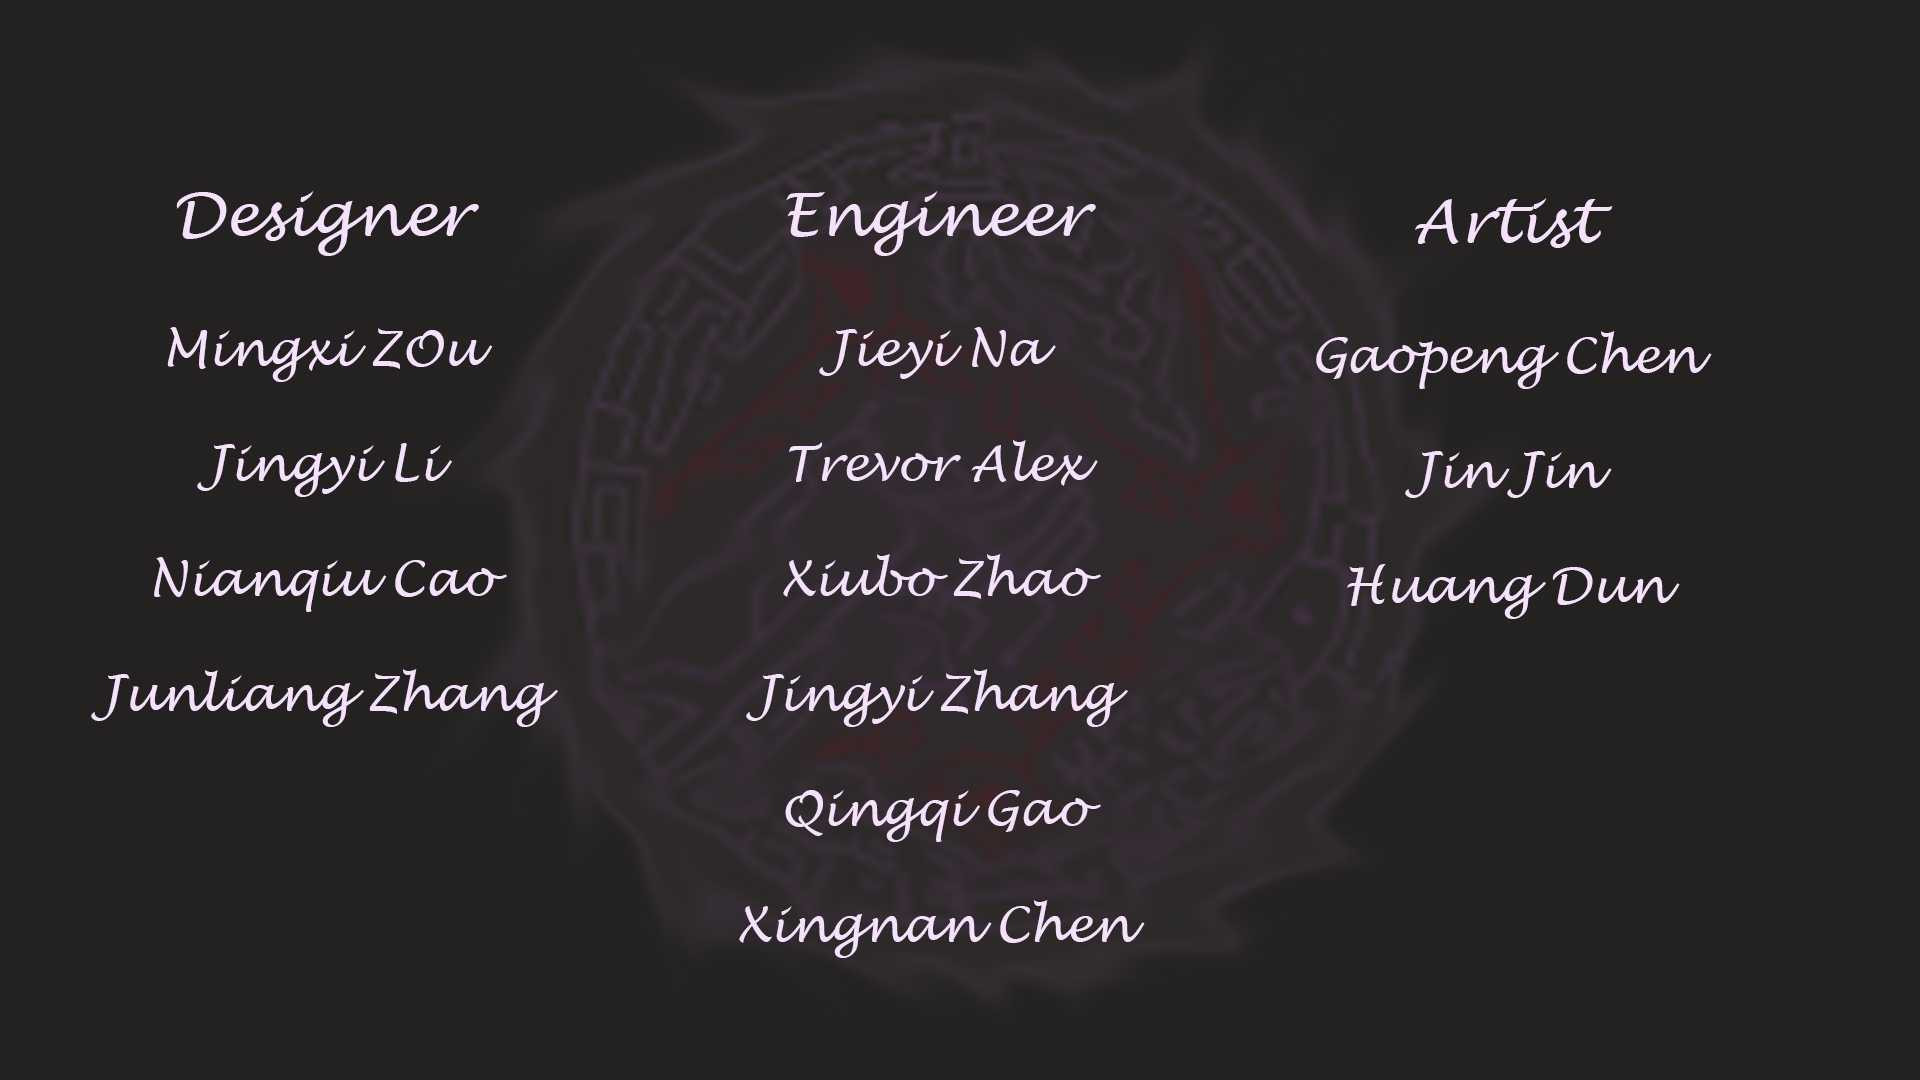 Designer
Mingxi ZOu
Jingyi Li
Nianqiu Cao
Junliang Zhang
Engineer
Jieyi Na
Trevor Alex
Xiubo Zhao
Jingyi Zhang
Qingqi Gao
Xingnan Chen
Artist
Gaopeng Chen
Jin Jin
Huang Dun